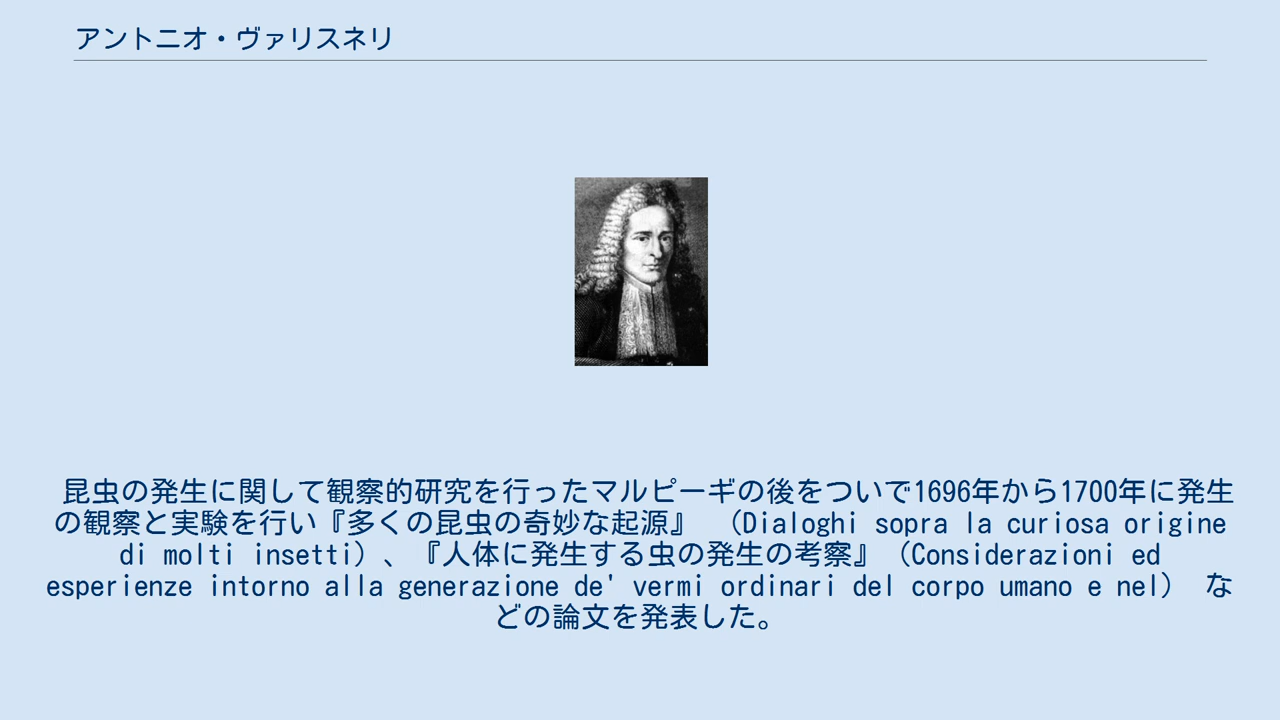 アントニオ・ヴァリスネリ
昆虫の発生に関して観察的研究を行ったマルピーギの後をついで1696年から1700年に発生
の観察と実験を行い『多くの昆虫の奇妙な起源』 （Dialoghi sopra la curiosa origine
di molti insetti）、『人体に発生する虫の発生の考察』（Considerazioni ed
esperienze intorno alla generazione de' vermi ordinari del corpo umano e nel） な
どの論文を発表した。